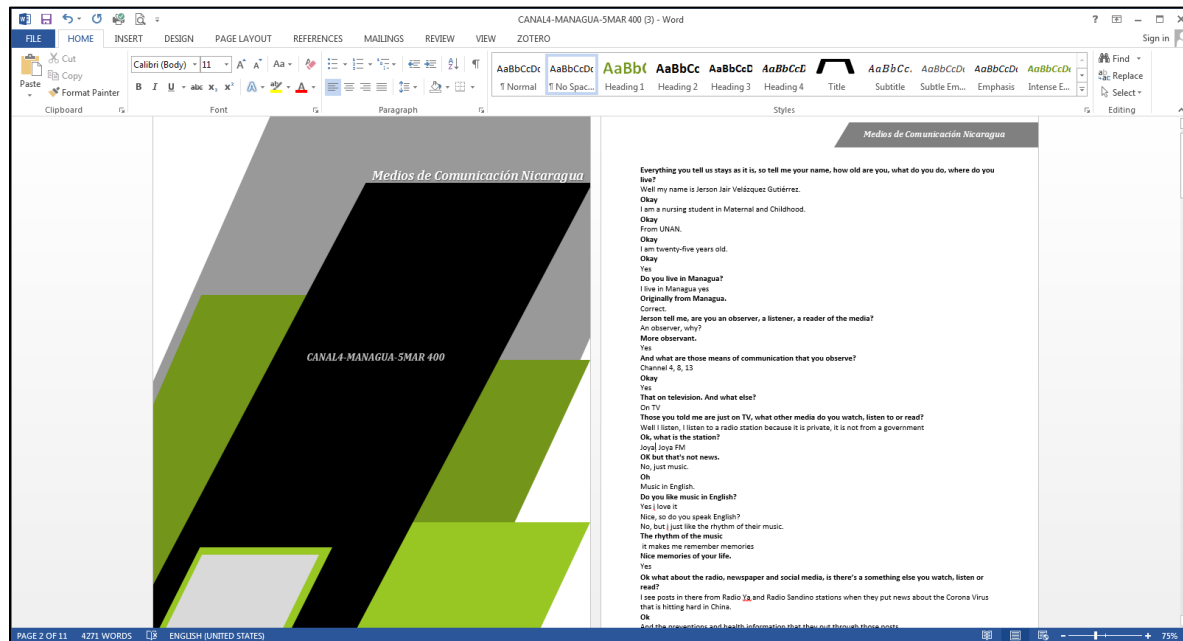 CANAL4-MANAGUA-5MAR 400 (3) - Word
FILE HOME INSERT DESIGN PAGE LAYOUT REFERENCES MAILINGS REVIEW VIEW ZOTERO Sign in
Cut
Copy
Format Painter
Paste
Clipboard
Calibri (Body) 11
Font
Paragraph
AaBbCcDc AaBbCcDc AaBb( AaBbCc AaBbCcD AaBbCcD AaBbCc. AaBbCcDc AaBbCcDt AaBbCcDc
¶ Normal ¶ No Spac... Heading 1 Heading 2 Heading 3 Heading 4 Title Subtitle Subtle Em... Emphasis Intense E...
Styles
Find
Replace
Select
Editing
Medios de Comunicación Nicaragua
CANAL4-MANAGUA-5MAR 400
Medios de Comunicación Nicaragua
Everything you tell us stays as it is, so tell me your name, how old are you, what do you do, where do you
live?
Well my name is Jerson Jair Velázquez Gutiérrez.
Okay
I am a nursing student in Maternal and Childhood.
Okay
From UNAN.
Okay
I am twenty-five years old.
Okay
Yes
Do you live in Managua?
I live in Managua yes
Originally from Managua.
Correct.
Jerson tell me, are you an observer, a listener, a reader of the media?
An observer, why?
More observant.
Yes
And what are those means of communication that you observe?
Channel 4, 8, 13
Okay
Yes
That on television. And what else?
On TV
Those you told me are just on TV, what other media do you watch, listen to or read?
Well I listen, I listen to a radio station because it is private, it is not from a government
Ok, what is the station?
Joya Joya FM
OK but that's not news.
No, just music.
Oh
Music in English.
Do you like music in English?
Yes i love it
Nice, so do you speak English?
No, but i just like the rhythm of their music.
The rhythm of the music
it makes me remember memories
Nice memories of your life.
Yes
Ok what about the radio, newspaper and social media, is there's a something else you watch, listen or
read?
I see posts in there from Radio Ya and Radio Sandino stations when they put news about the Corona Virus
that is hitting hard in China.
Ok
And the preventions and health information that they put through those posts
PAGE 2 OF 11 4271 WORDS ENGLISH (UNITED STATES) 75%